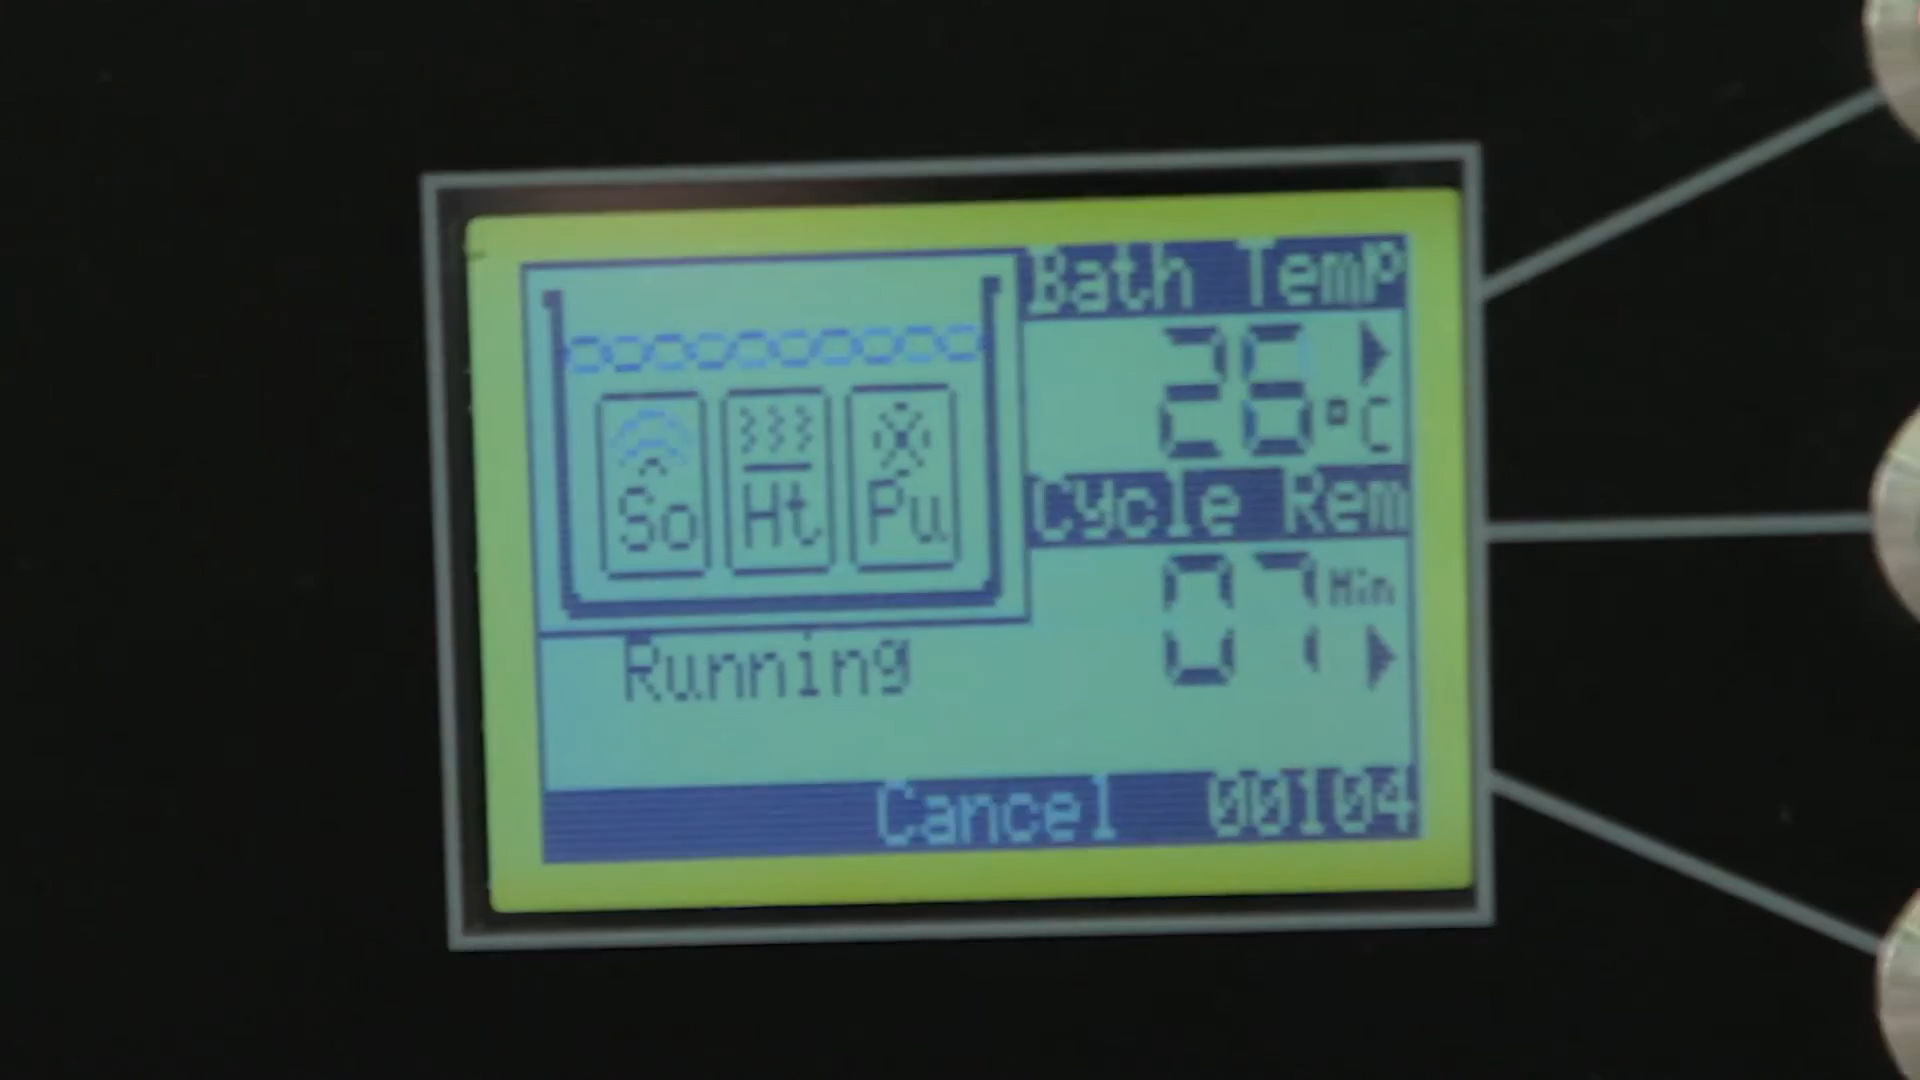 Bath Temp
26°C
So Ht Pu
Cycle Rem
07 Min
Running
Cancel 00104